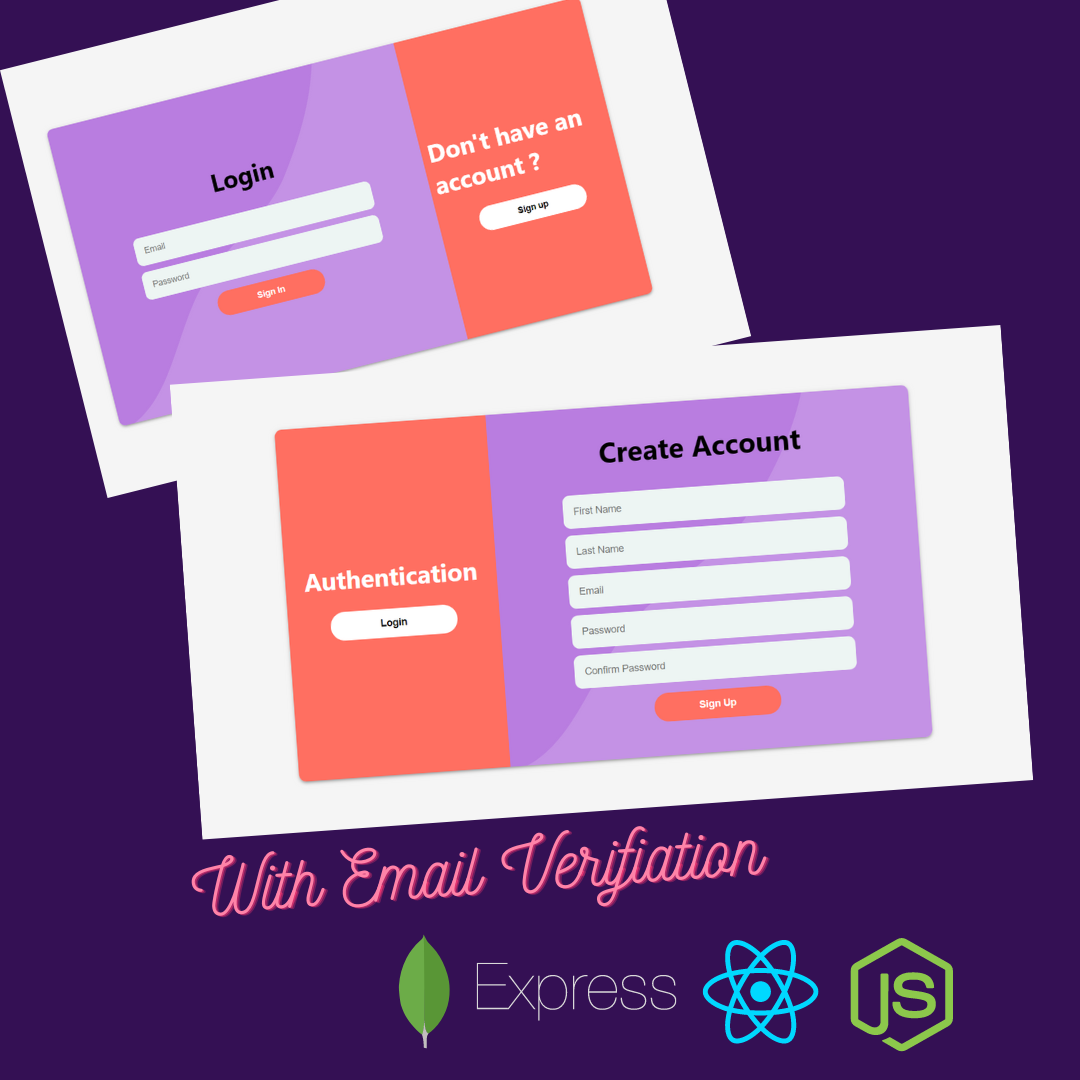 Login
Email
Password
Sign In
Don't have an
account ?
Sign up
Authentication
Login
Create Account
First Name
Last Name
Email
Password
Confirm Password
Sign Up
With Email Verifiation
Express
JS